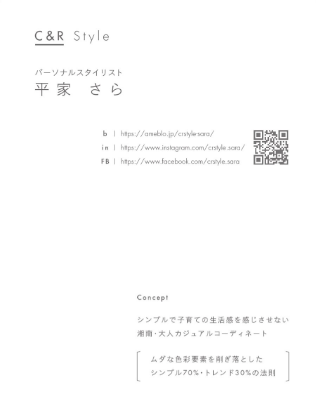 C&R Style
パーソナルスタイリスト
平家 さら
b | https://ameblo.jp/crstyle-sara/
in | https://www.instagram.com/crstyle.sara/
FB | https://www.facebook.com/crstyle.sara
Concept
シンプルで子育ての生活感を感じさせない
湘南・大人カジュアルコーディネート
ムダな色彩要素を削ぎ落とした
シンプル70%・トレンド30%の法則